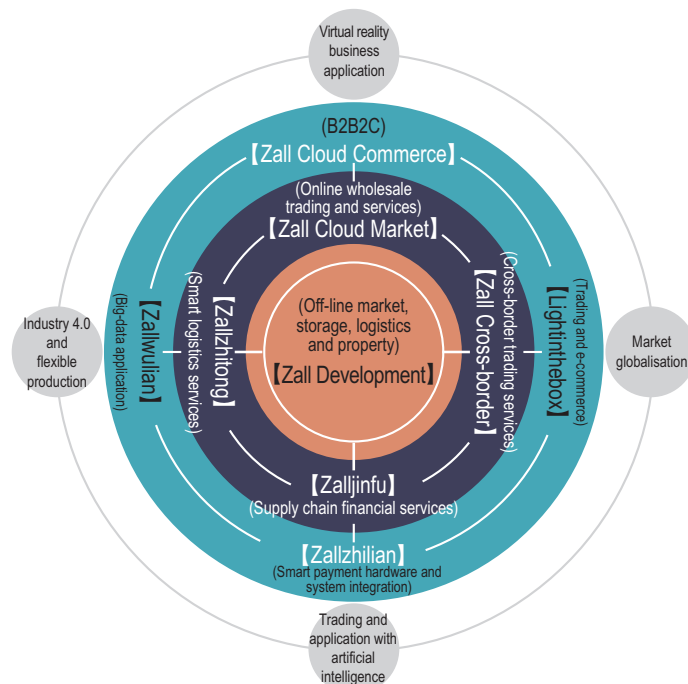 Virtual reality
business
application
(B2B2C)
【Zall Cloud Commerce】
(Online wholesale
trading and services)
【Zall Cloud Market】
Industry 4.0
and
flexible
production
(Big-data application)
【Zallwulian】
(Smart logistics services)
【Zallzhitong】
(Off-line market,
storage, logistics
and property)
【Zall Development】
【Zall Cross-border】
(Cross-border trading services)
【Lightinthebox】
(Trading and e-commerce)
Market
globalisation
【Zalljinfu】
(Supply chain financial services)
【Zallzhilian】
(Smart payment hardware and
system integration)
Trading and
application with
artificial
intelligence